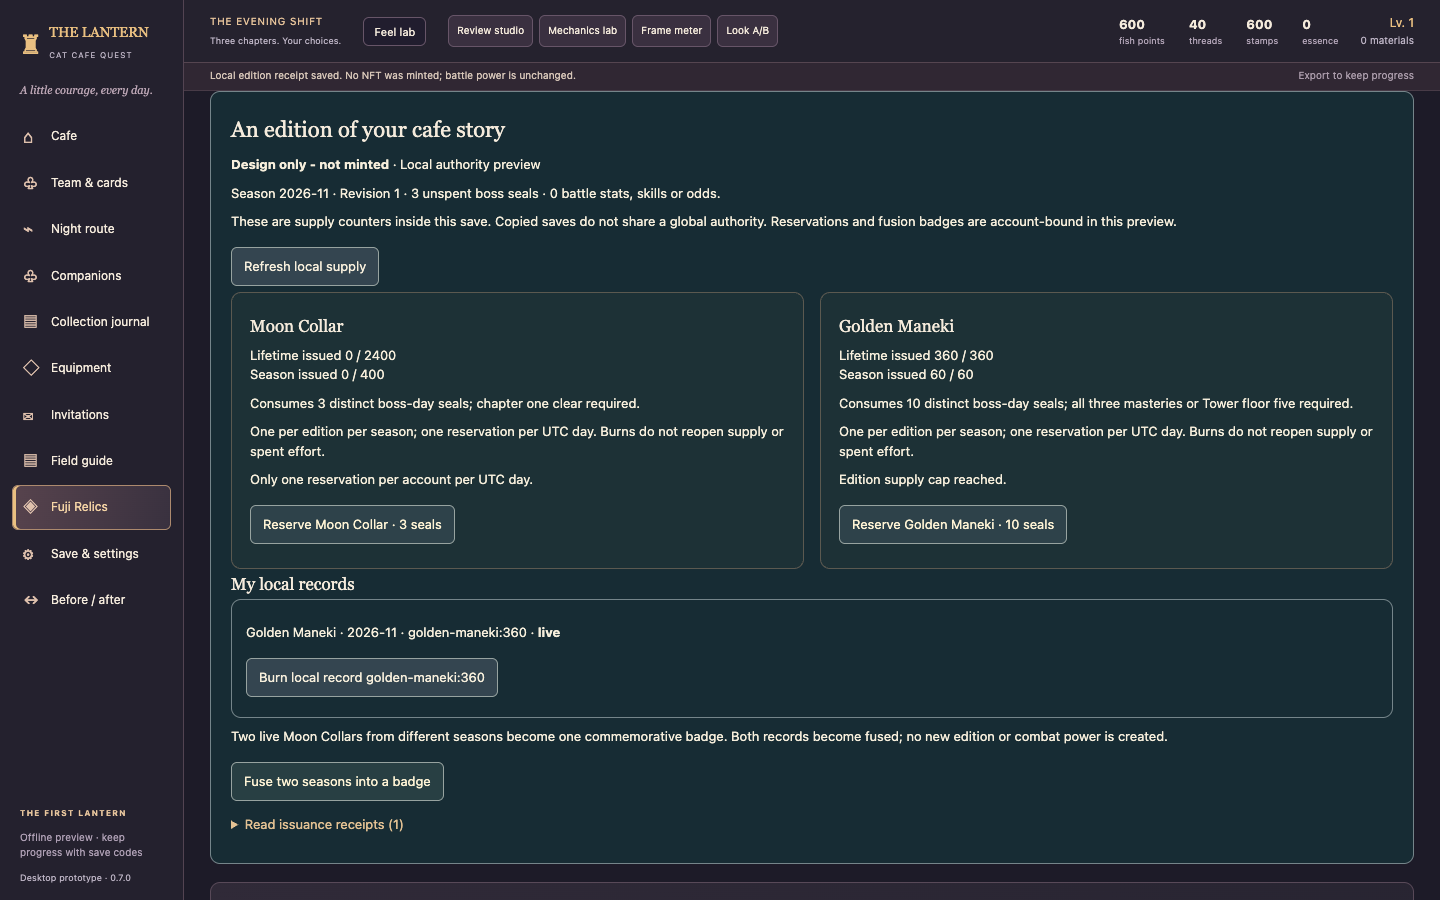 THE LANTERN
CAT CAFE QUEST
A little courage, every day.
Cafe
Team & cards
Night route
Companions
Collection journal
Equipment
Invitations
Field guide
Fuji Relics
Save & settings
Before / after
THE FIRST LANTERN
Offline preview · keep
progress with save codes
Desktop prototype · 0.7.0
THE EVENING SHIFT
Three chapters. Your choices.
Feel lab
Review studio
Mechanics lab
Frame meter
Look A/B
600
fish points
40
threads
600
stamps
0
essence
Lv. 1
0 materials
Local edition receipt saved. No NFT was minted; battle power is unchanged.
Export to keep progress
An edition of your cafe story
Design only - not minted · Local authority preview
Season 2026-11 · Revision 1 · 3 unspent boss seals · 0 battle stats, skills or odds.
These are supply counters inside this save. Copied saves do not share a global authority. Reservations and fusion badges are account-bound in this preview.
Refresh local supply
Moon Collar
Lifetime issued 0 / 2400
Season issued 0 / 400
Consumes 3 distinct boss-day seals; chapter one clear required.
One per edition per season; one reservation per UTC day. Burns do not reopen supply or
spent effort.
Only one reservation per account per UTC day.
Reserve Moon Collar · 3 seals
Golden Maneki
Lifetime issued 360 / 360
Season issued 60 / 60
Consumes 10 distinct boss-day seals; all three masteries or Tower floor five required.
One per edition per season; one reservation per UTC day. Burns do not reopen supply or
spent effort.
Edition supply cap reached.
Reserve Golden Maneki · 10 seals
My local records
Golden Maneki · 2026-11 · golden-maneki:360 · live
Burn local record golden-maneki:360
Two live Moon Collars from different seasons become one commemorative badge. Both records become fused; no new edition or combat power is created.
Fuse two seasons into a badge
Read issuance receipts (1)